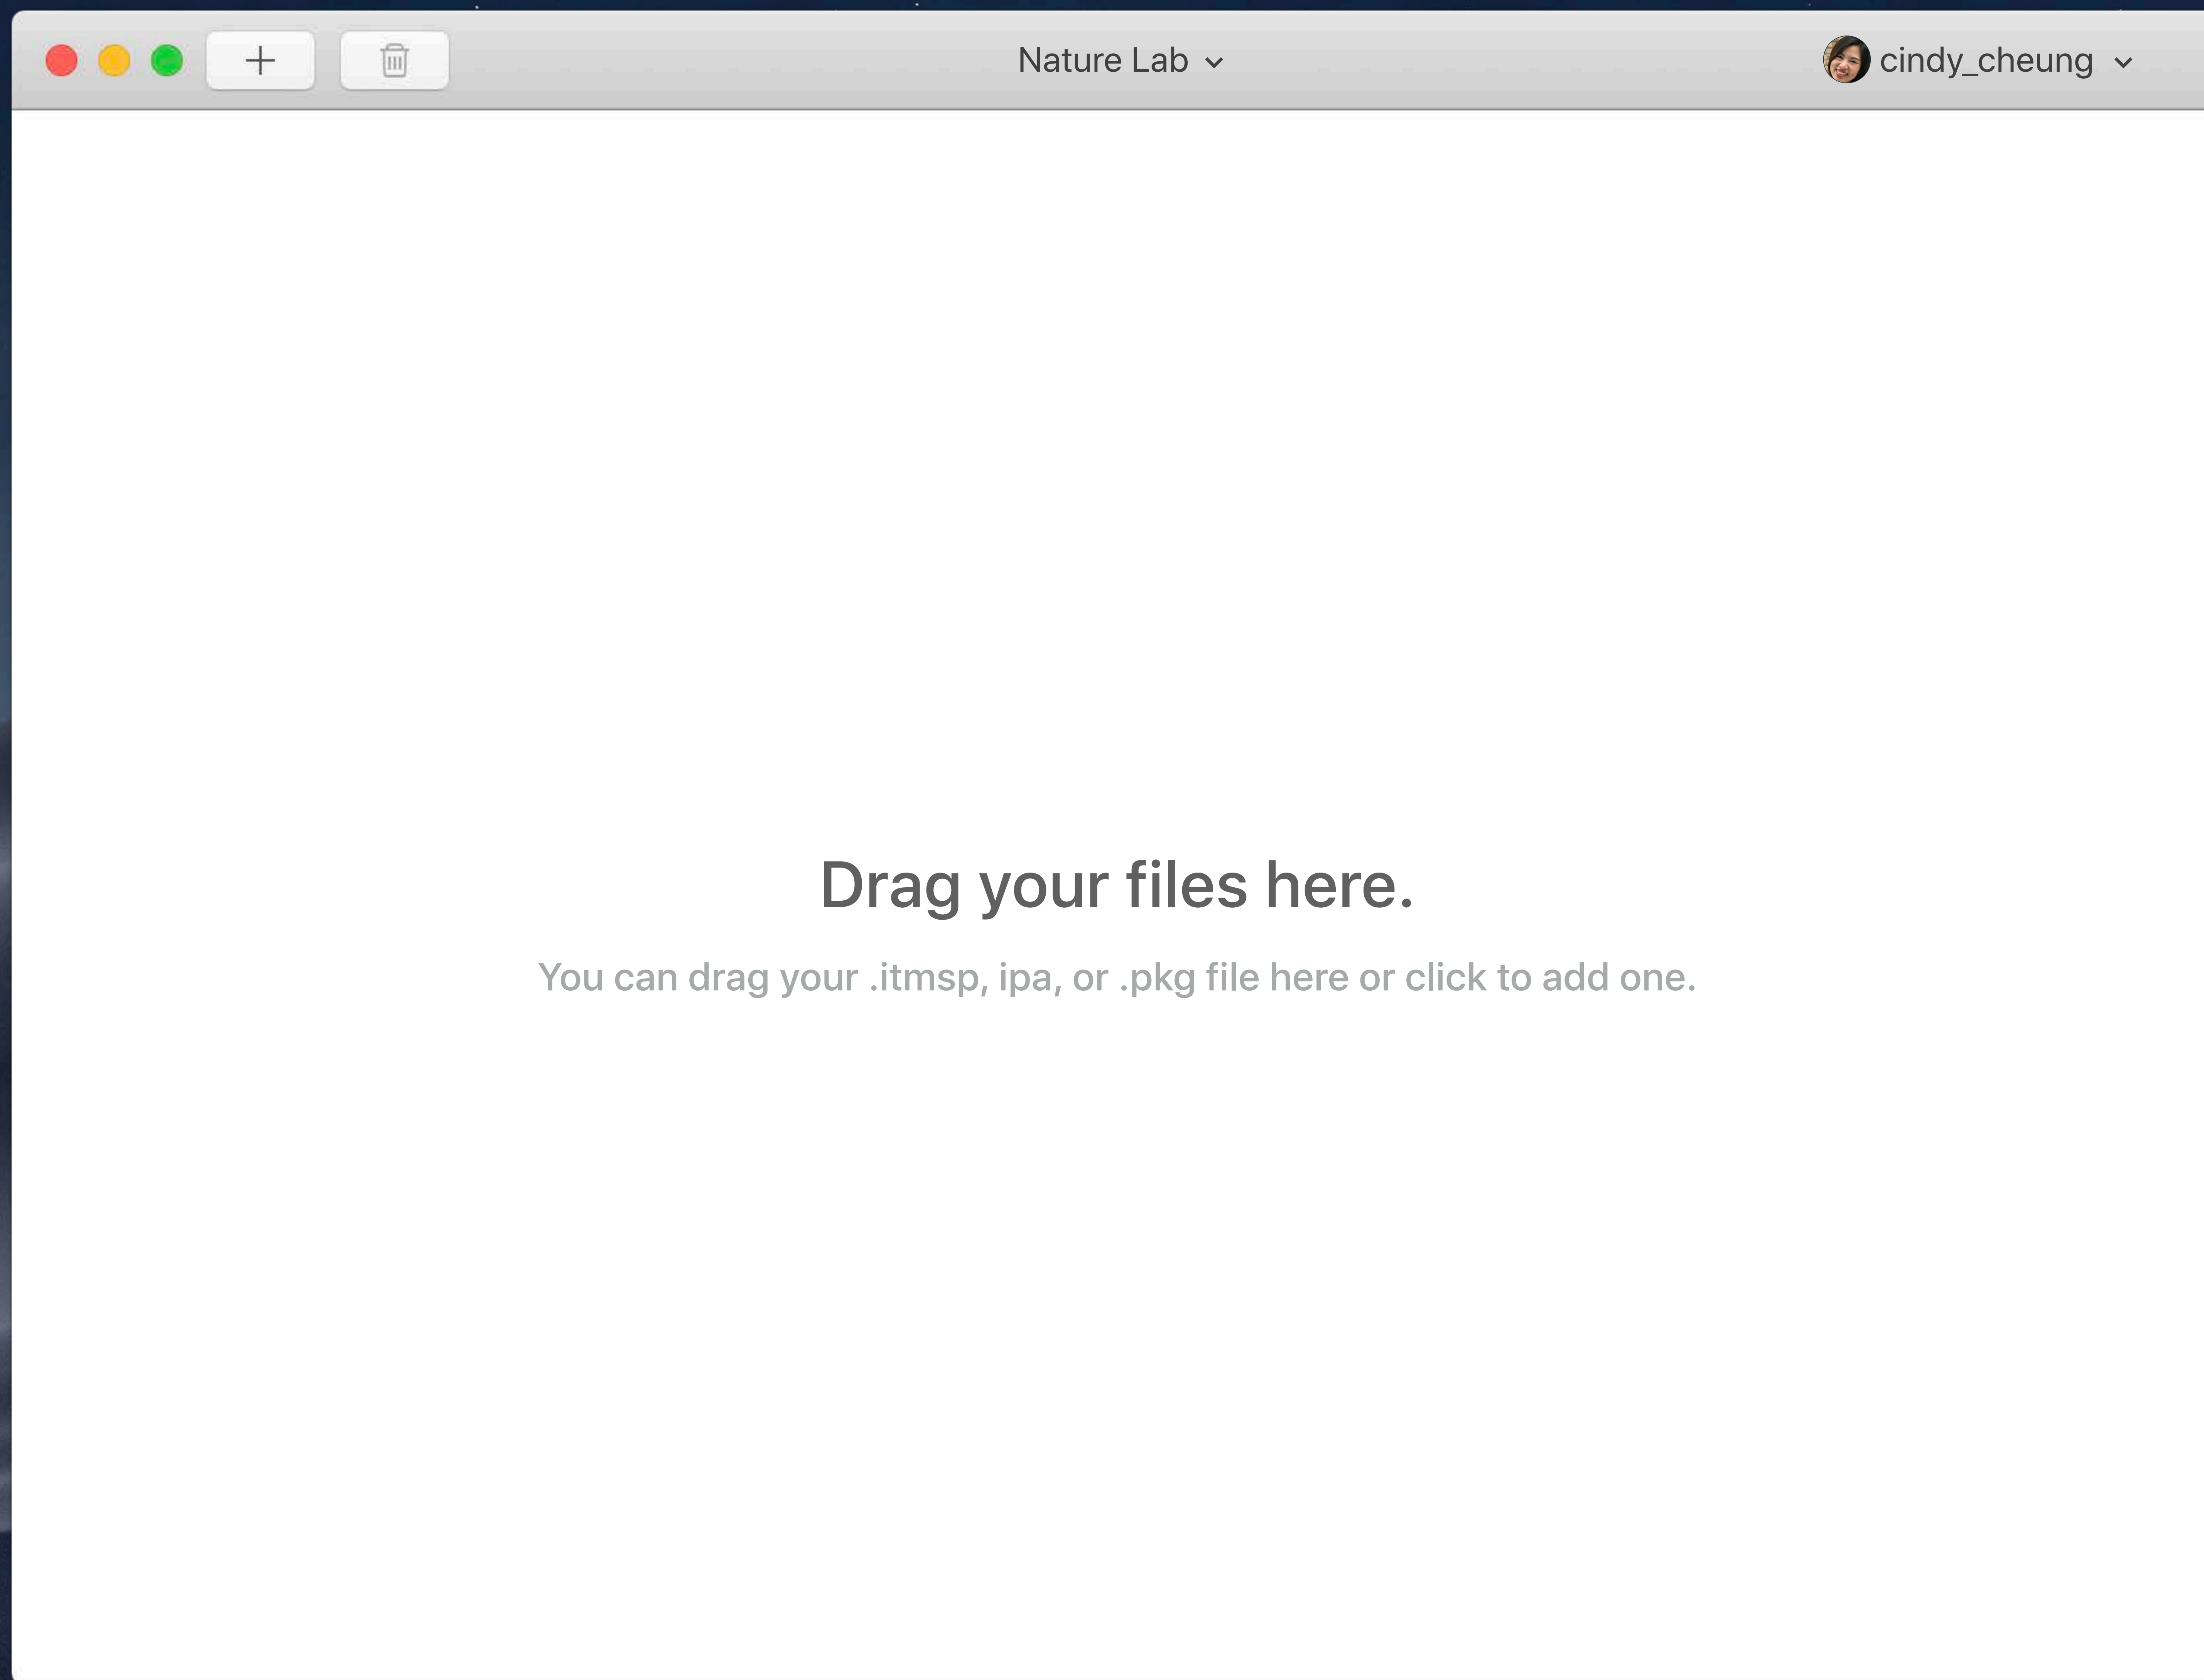 Nature Lab
cindy_cheung
Drag your files here.
You can drag your .itmsp, ipa, or .pkg file here or click to add one.